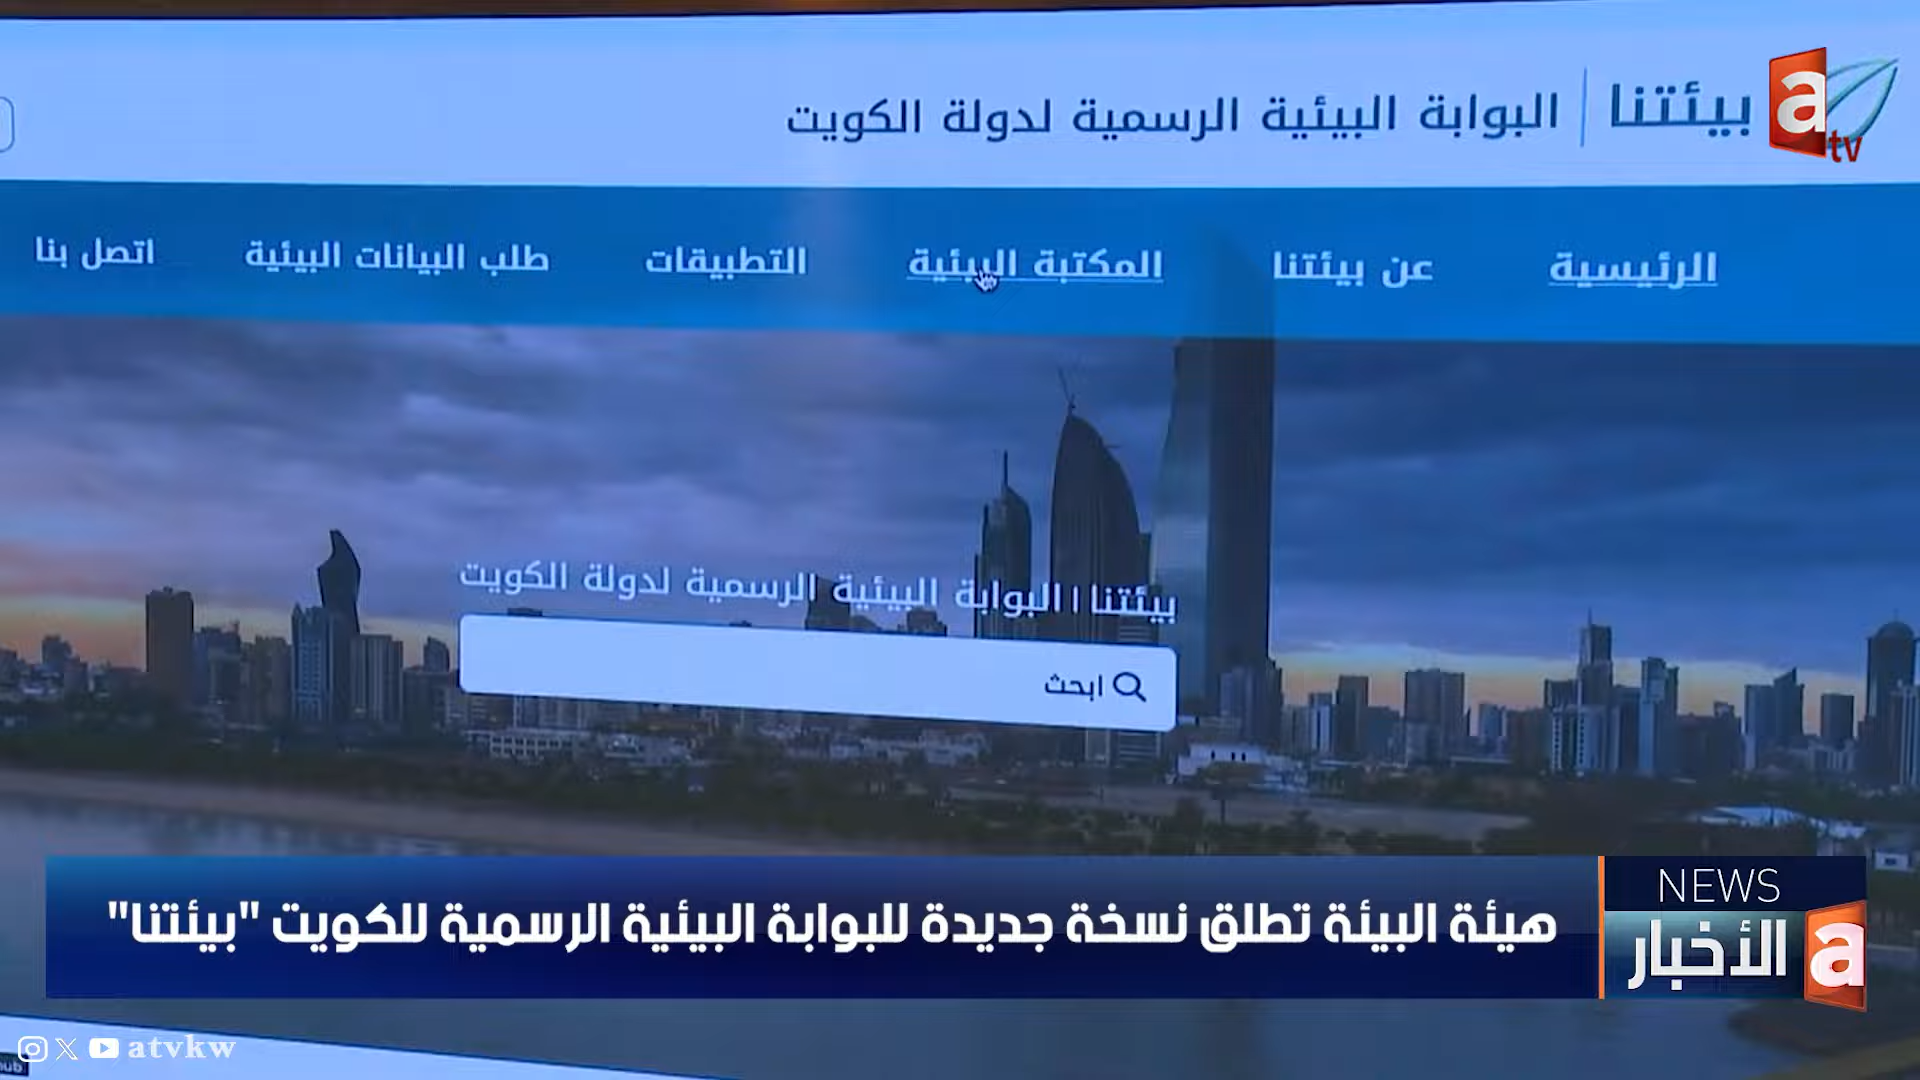 بيئتنا | البوابة البيئية الرسمية لدولة الكويت
a tv
الرئيسية عن بيئتنا المكتبة البيئية التطبيقات طلب البيانات البيئية اتصل بنا
بيئتنا | البوابة البيئية الرسمية لدولة الكويت
ابحث
NEWS
الأخبار a
هيئة البيئة تطلق نسخة جديدة للبوابة البيئية الرسمية للكويت "بيئتنا"
atvkw